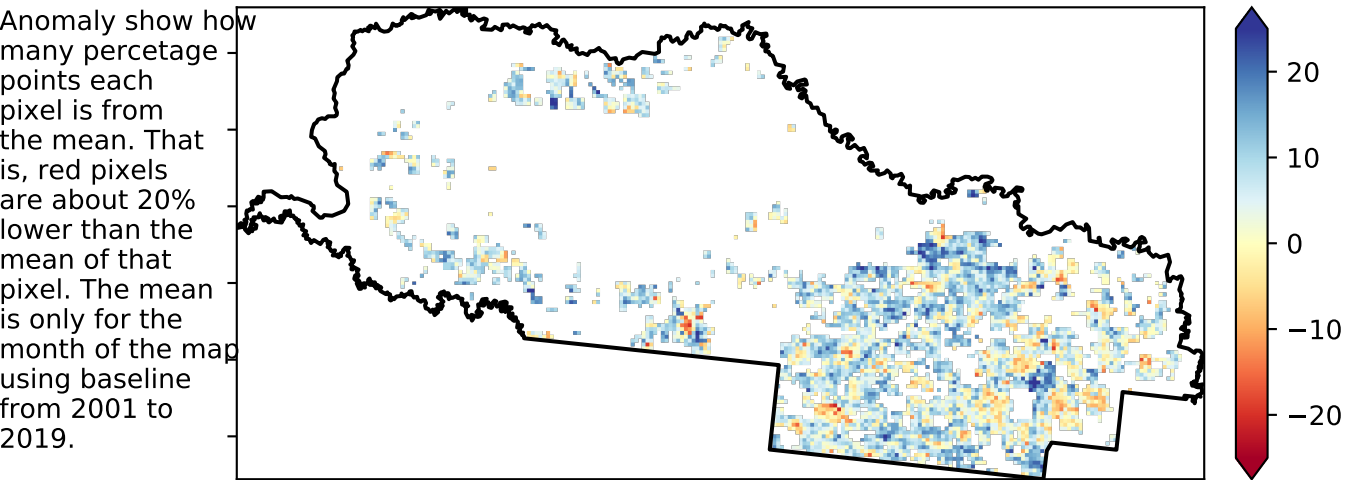 Anomaly show how
many percetage
points each
pixel is from
the mean. That
is, red pixels
are about 20%
lower than the
mean of that
pixel. The mean
is only for the
month of the map
using baseline
from 2001 to
2019.
20
10
0
−10
−20